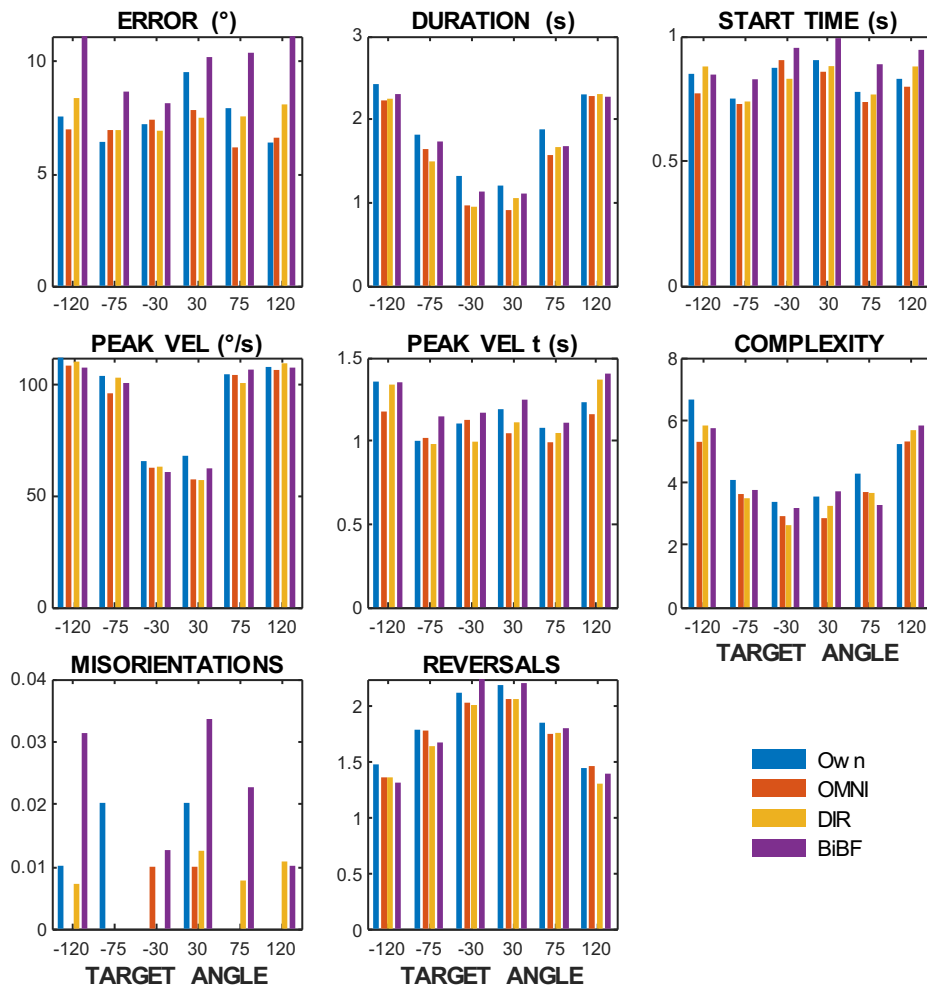 ERROR (°) DURATION (s) START TIME (s)
10 3 1
5 2 0.5
0 1 0
0
-120 -75 -30 30 75 120 -120 -75 -30 30 75 120 -120 -75 -30 30 75 120
PEAK VEL (°/s) PEAK VEL t (s) COMPLEXITY
100 1.5 8
50 1 6
0 0.5 4
0 2
0
-120 -75 -30 30 75 120 -120 -75 -30 30 75 120 -120 -75 -30 30 75 120
TARGET ANGLE
MISORIENTATIONS REVERSALS
0.04 2
0.03 1.5
0.02 1
0.01 0.5
0 0
-120 -75 -30 30 75 120 -120 -75 -30 30 75 120
TARGET ANGLE
Own
OMNI
DIR
BiBF